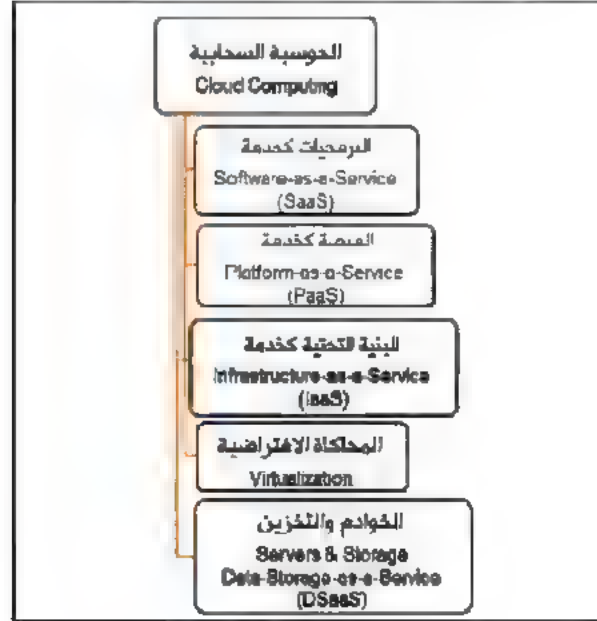 الحوسبة السحابية
Cloud Computing
البرمجيات كخدمة
Software-as-a-Service
(SaaS)
المنصة كخدمة
Platform-as-a-Service
(PaaS)
البنية التحتية كخدمة
Infrastructure-as-a-Service
(IaaS)
المحاكاة الافتراضية
Virtualization
الخوادم والتخزين
Servers & Storage
Data-Storage-as-a-Service
(DSaaS)